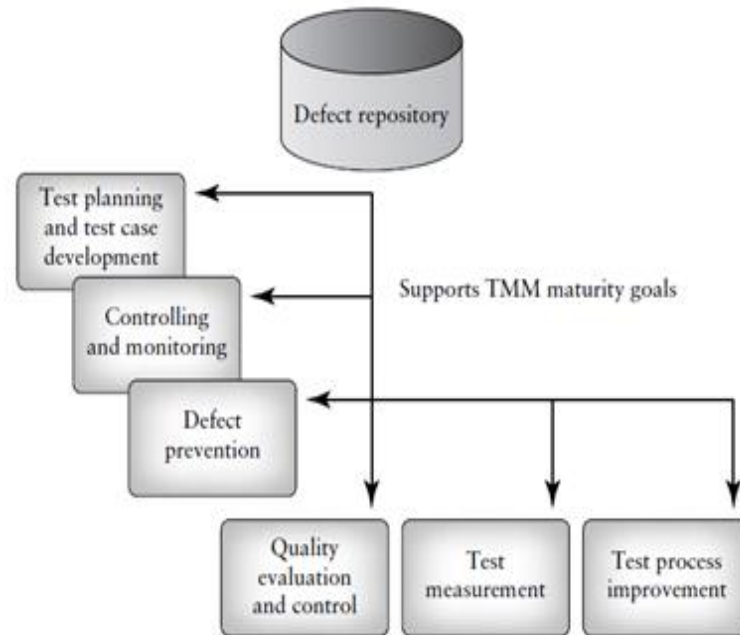 Defect repository
Test planning
and test case
development
Supports TMM maturity goals
Controlling
and monitoring
Defect
prevention
Quality
evaluation
and control
Test
measurement
Test process
improvement